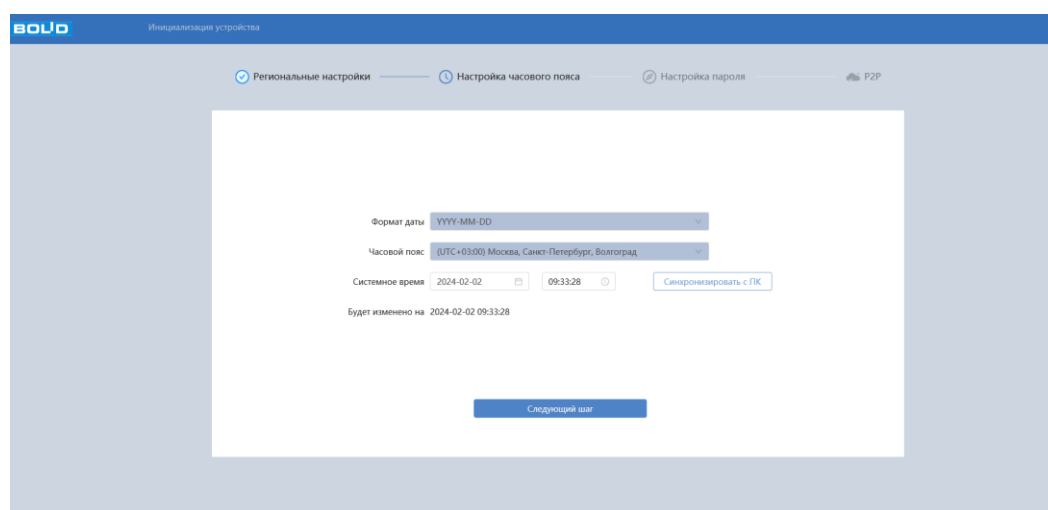 BOLID
Инициализация устройства
Региональные настройки
Настройка часового пояса
Настройка пароля
P2P
Формат даты YYYY-MM-DD
Часовой пояс (UTC+03:00) Москва, Санкт-Петербург, Волгоград
Системное время 2024-02-02 09:33:28 Синхронизировать с ПК
Будет изменено на 2024-02-02 09:33:28
Следующий шаг